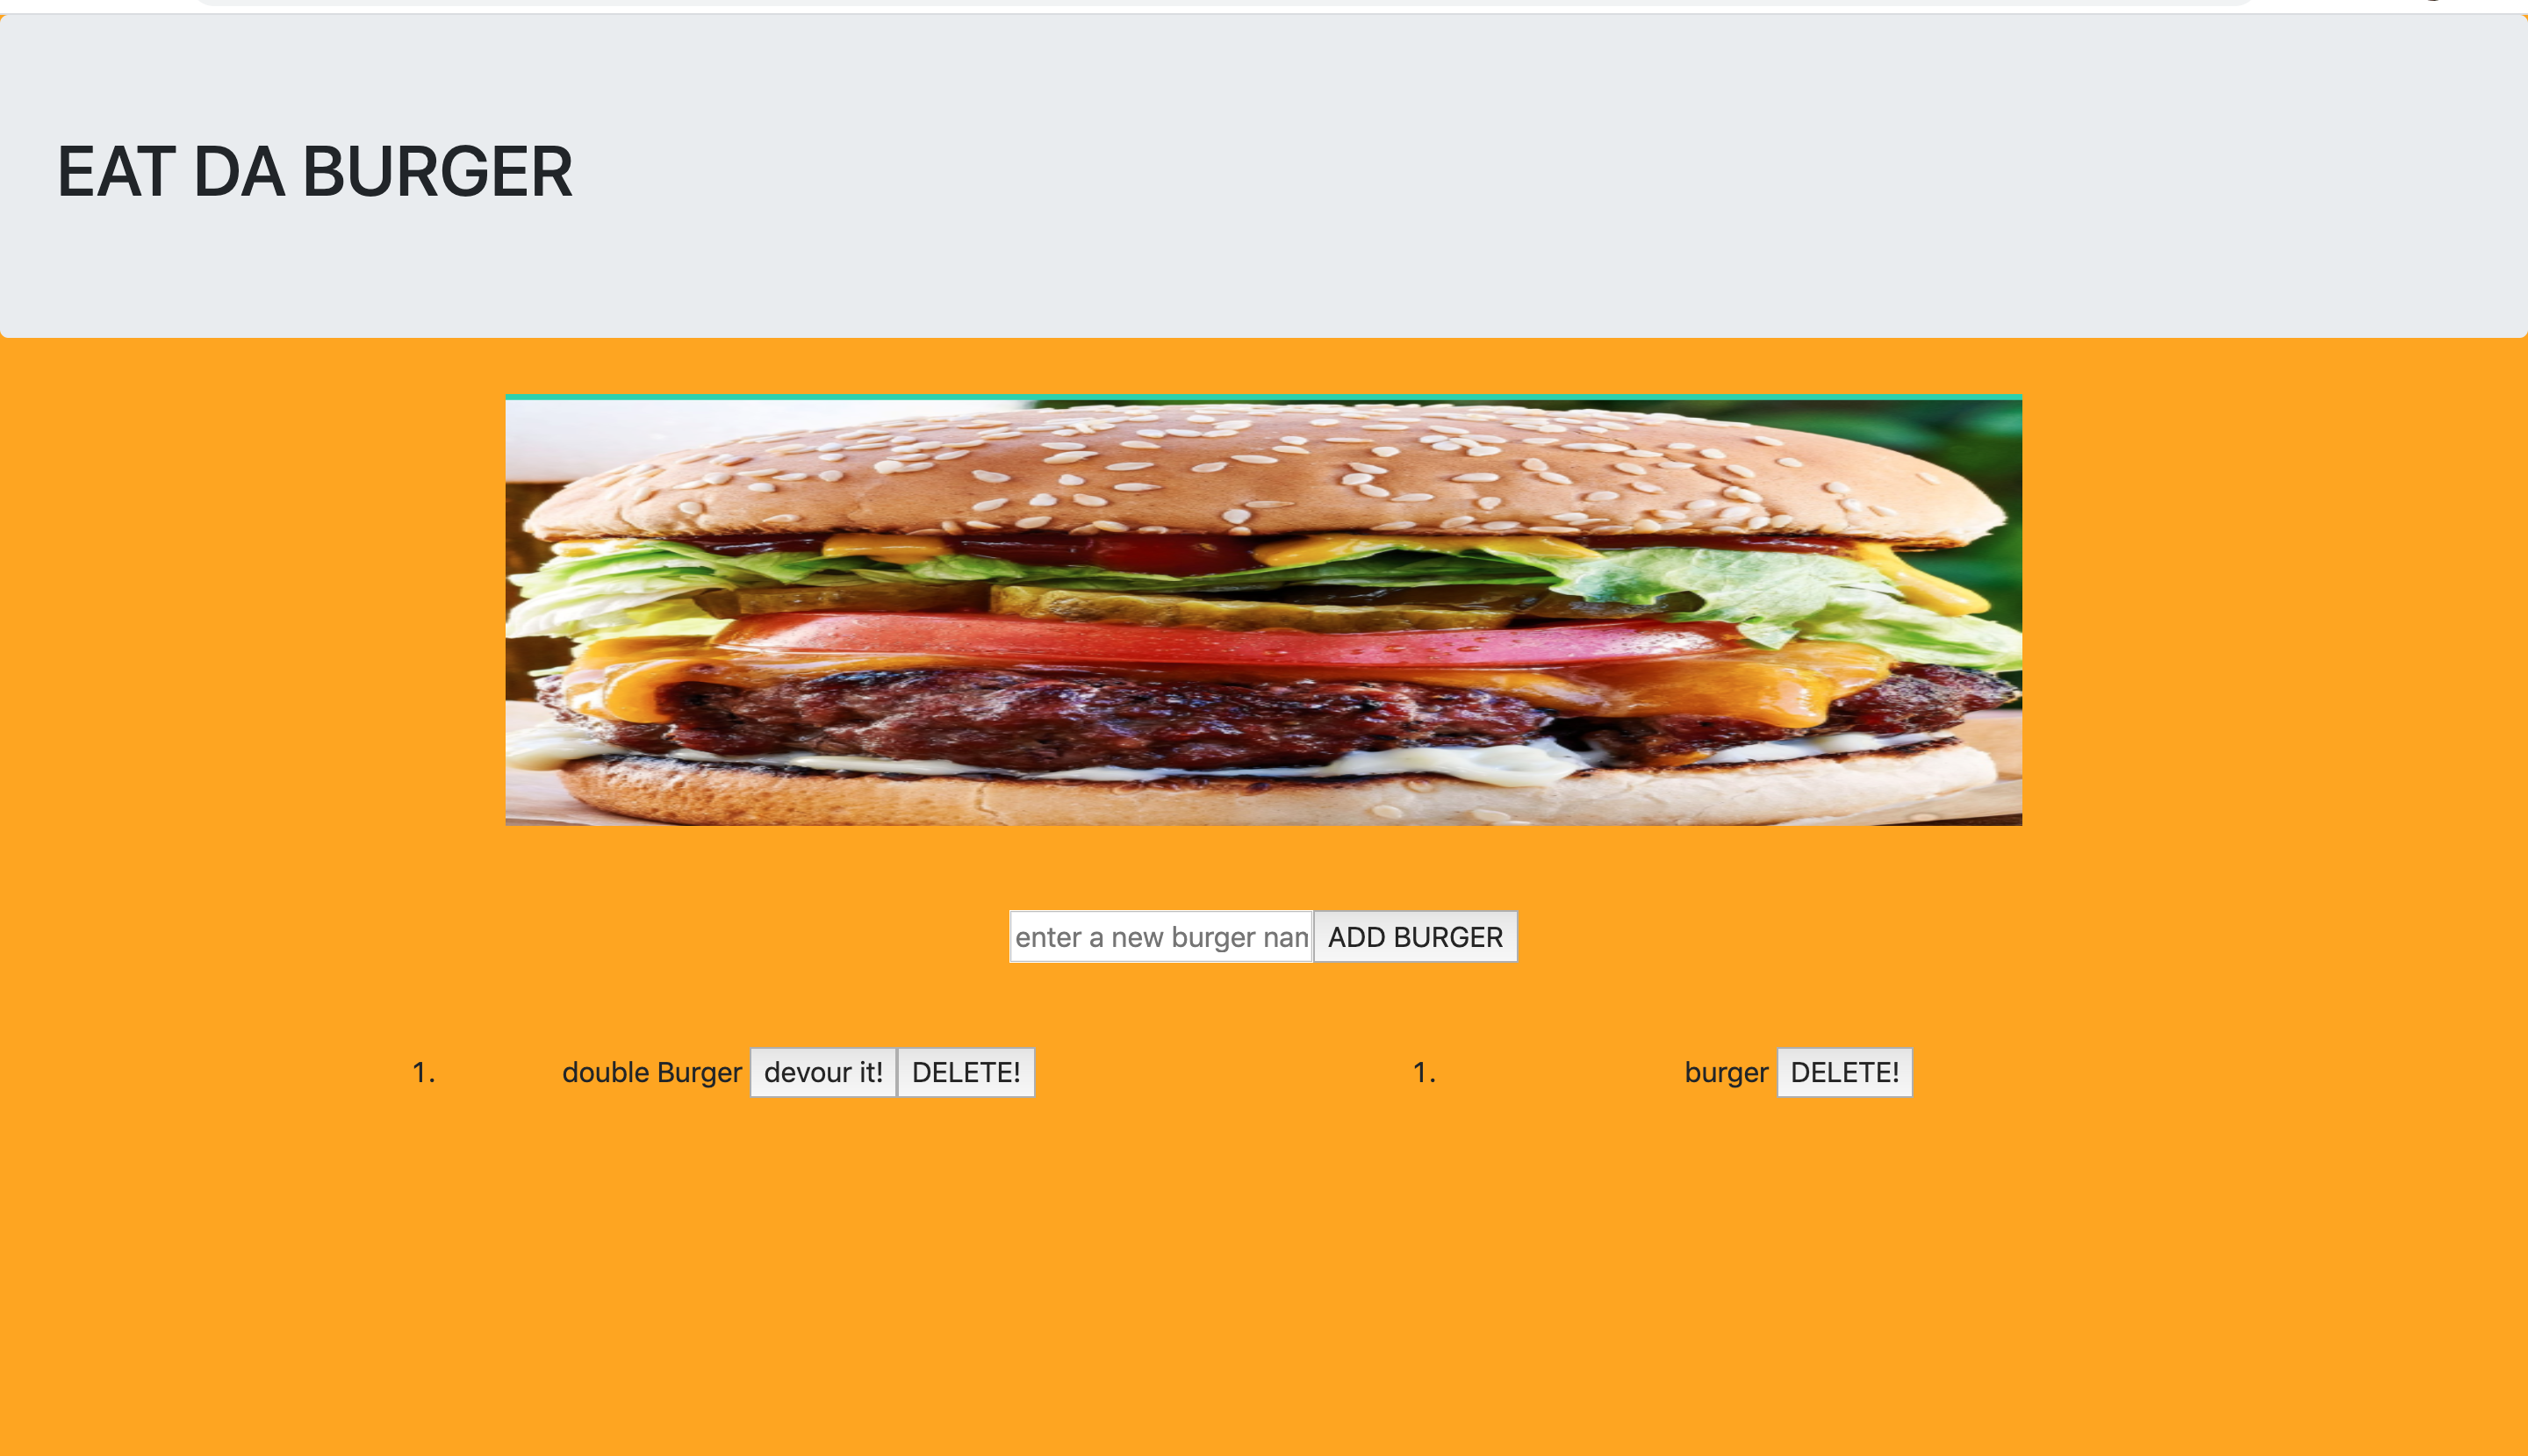 EAT DA BURGER
enter a new burger nan ADD BURGER
1. double Burger devour it! DELETE! 1. burger DELETE!